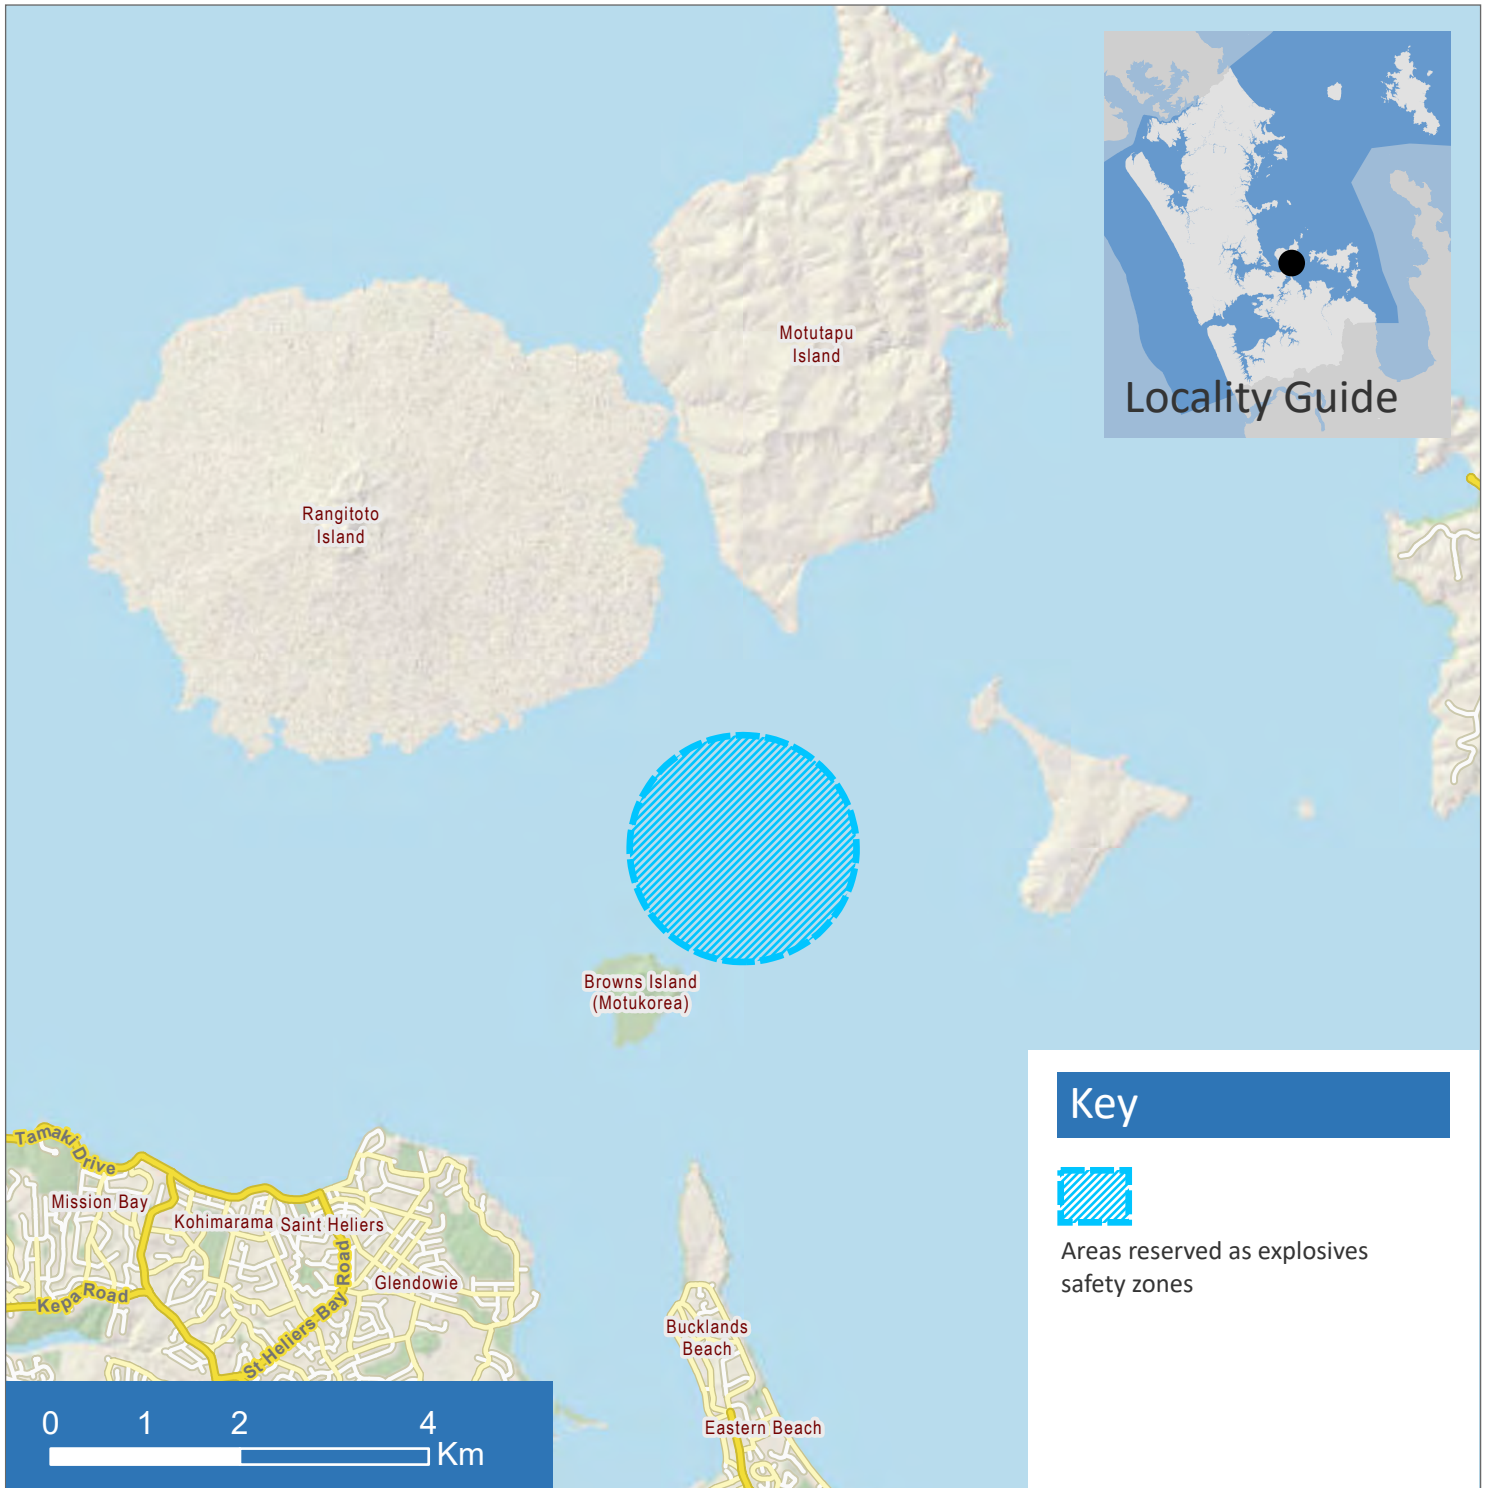 Locality Guide
Motutapu
Island
Rangitoto
Island
Browns Island
(Motukorea)
Key
Areas reserved as explosives
safety zones
Tamaki Drive
Mission Bay
Kohimarama
Saint Heliers
Glendowie
Kepa Road
St Heliers Bay Road
Bucklands
Beach
Eastern Beach
0 1 2 4
Km